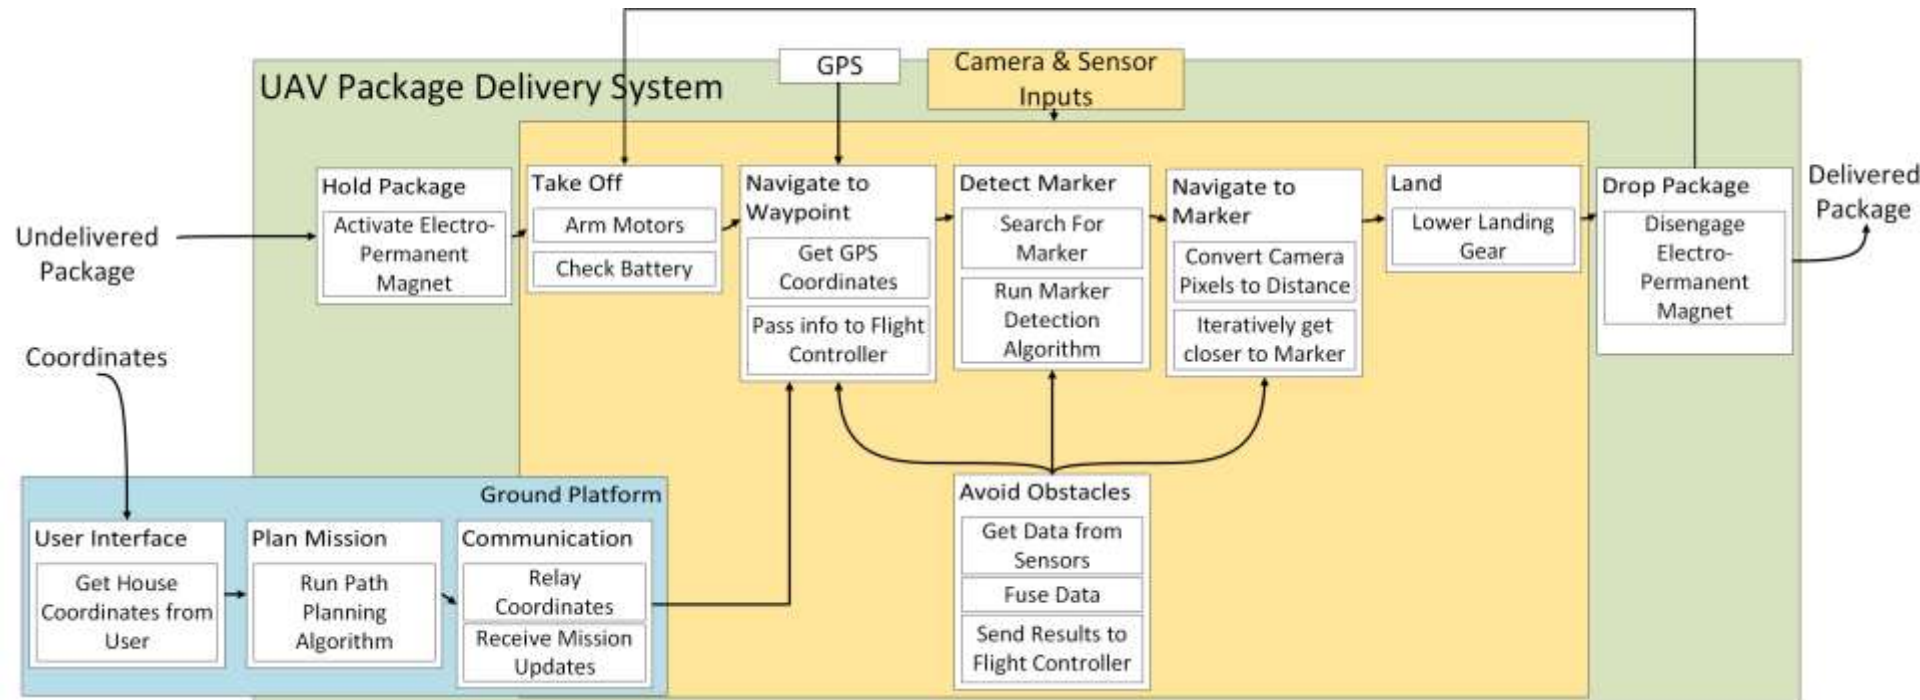 GPS
Camera & Sensor
Inputs
UAV Package Delivery System
Undelivered
Package
Hold Package
Activate Electro-
Permanent
Magnet
Take Off
Arm Motors
Check Battery
Navigate to
Waypoint
Get GPS
Coordinates
Pass info to Flight
Controller
Detect Marker
Search For
Marker
Run Marker
Detection
Algorithm
Navigate to
Marker
Convert Camera
Pixels to Distance
Iteratively get
closer to Marker
Land
Lower Landing
Gear
Drop Package
Disengage
Electro-
Permanent
Magnet
Delivered
Package
Coordinates
Ground Platform
User Interface
Get House
Coordinates from
User
Plan Mission
Run Path
Planning
Algorithm
Communication
Relay
Coordinates
Receive Mission
Updates
Avoid Obstacles
Get Data from
Sensors
Fuse Data
Send Results to
Flight Controller